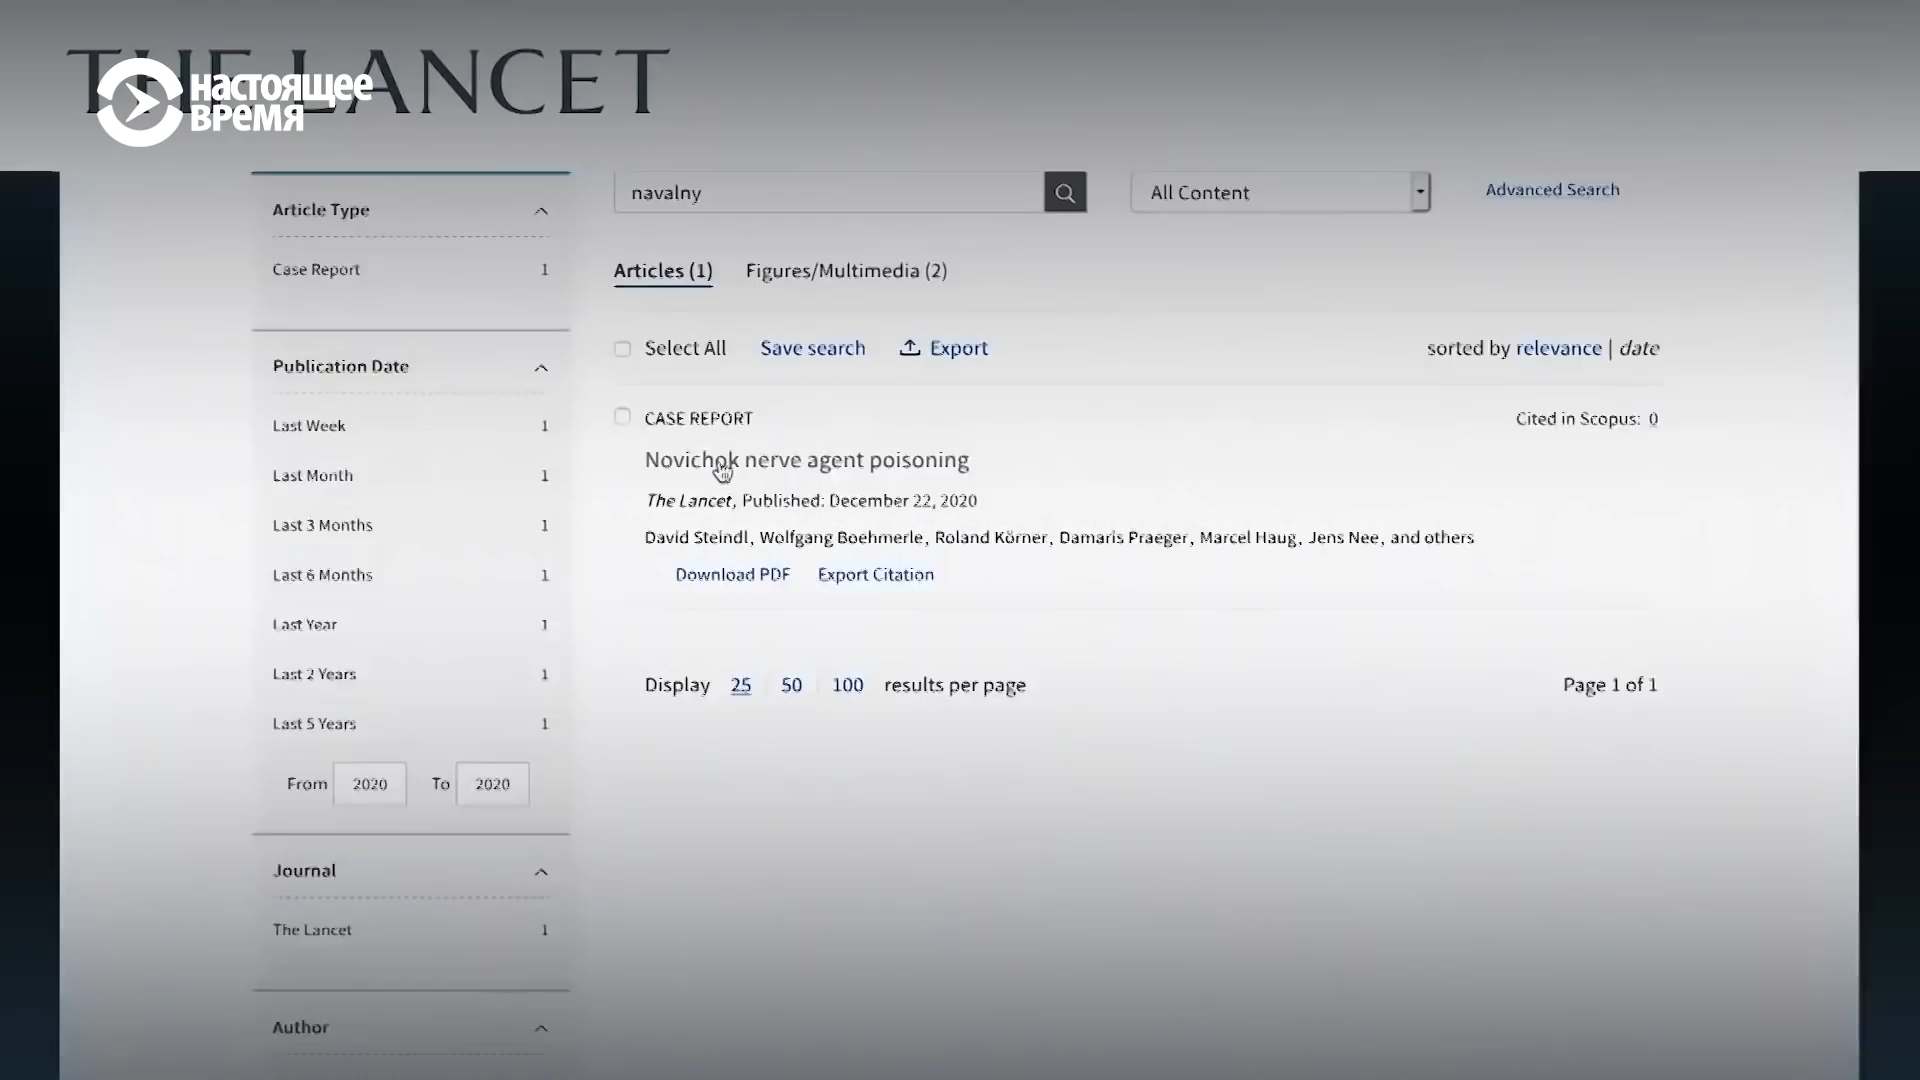 THE LANCET
НАСТОЯЩЕЕ
ВРЕМЯ
navalny
All Content
Advanced Search
Article Type
Case Report 1
Publication Date
Last Week 1
Last Month 1
Last 3 Months 1
Last 6 Months 1
Last Year 1
Last 2 Years 1
Last 5 Years 1
From 2020 To 2020
Journal
The Lancet 1
Author
Articles (1) Figures/Multimedia (2)
Select All Save search Export sorted by relevance | date
CASE REPORT Cited in Scopus: 0
Novichok nerve agent poisoning
The Lancet, Published: December 22, 2020
David Steindl, Wolfgang Boehmerle, Roland Körner, Damaris Praeger, Marcel Haug, Jens Nee, and others
Download PDF Export Citation
Display 25 50 100 results per page Page 1 of 1